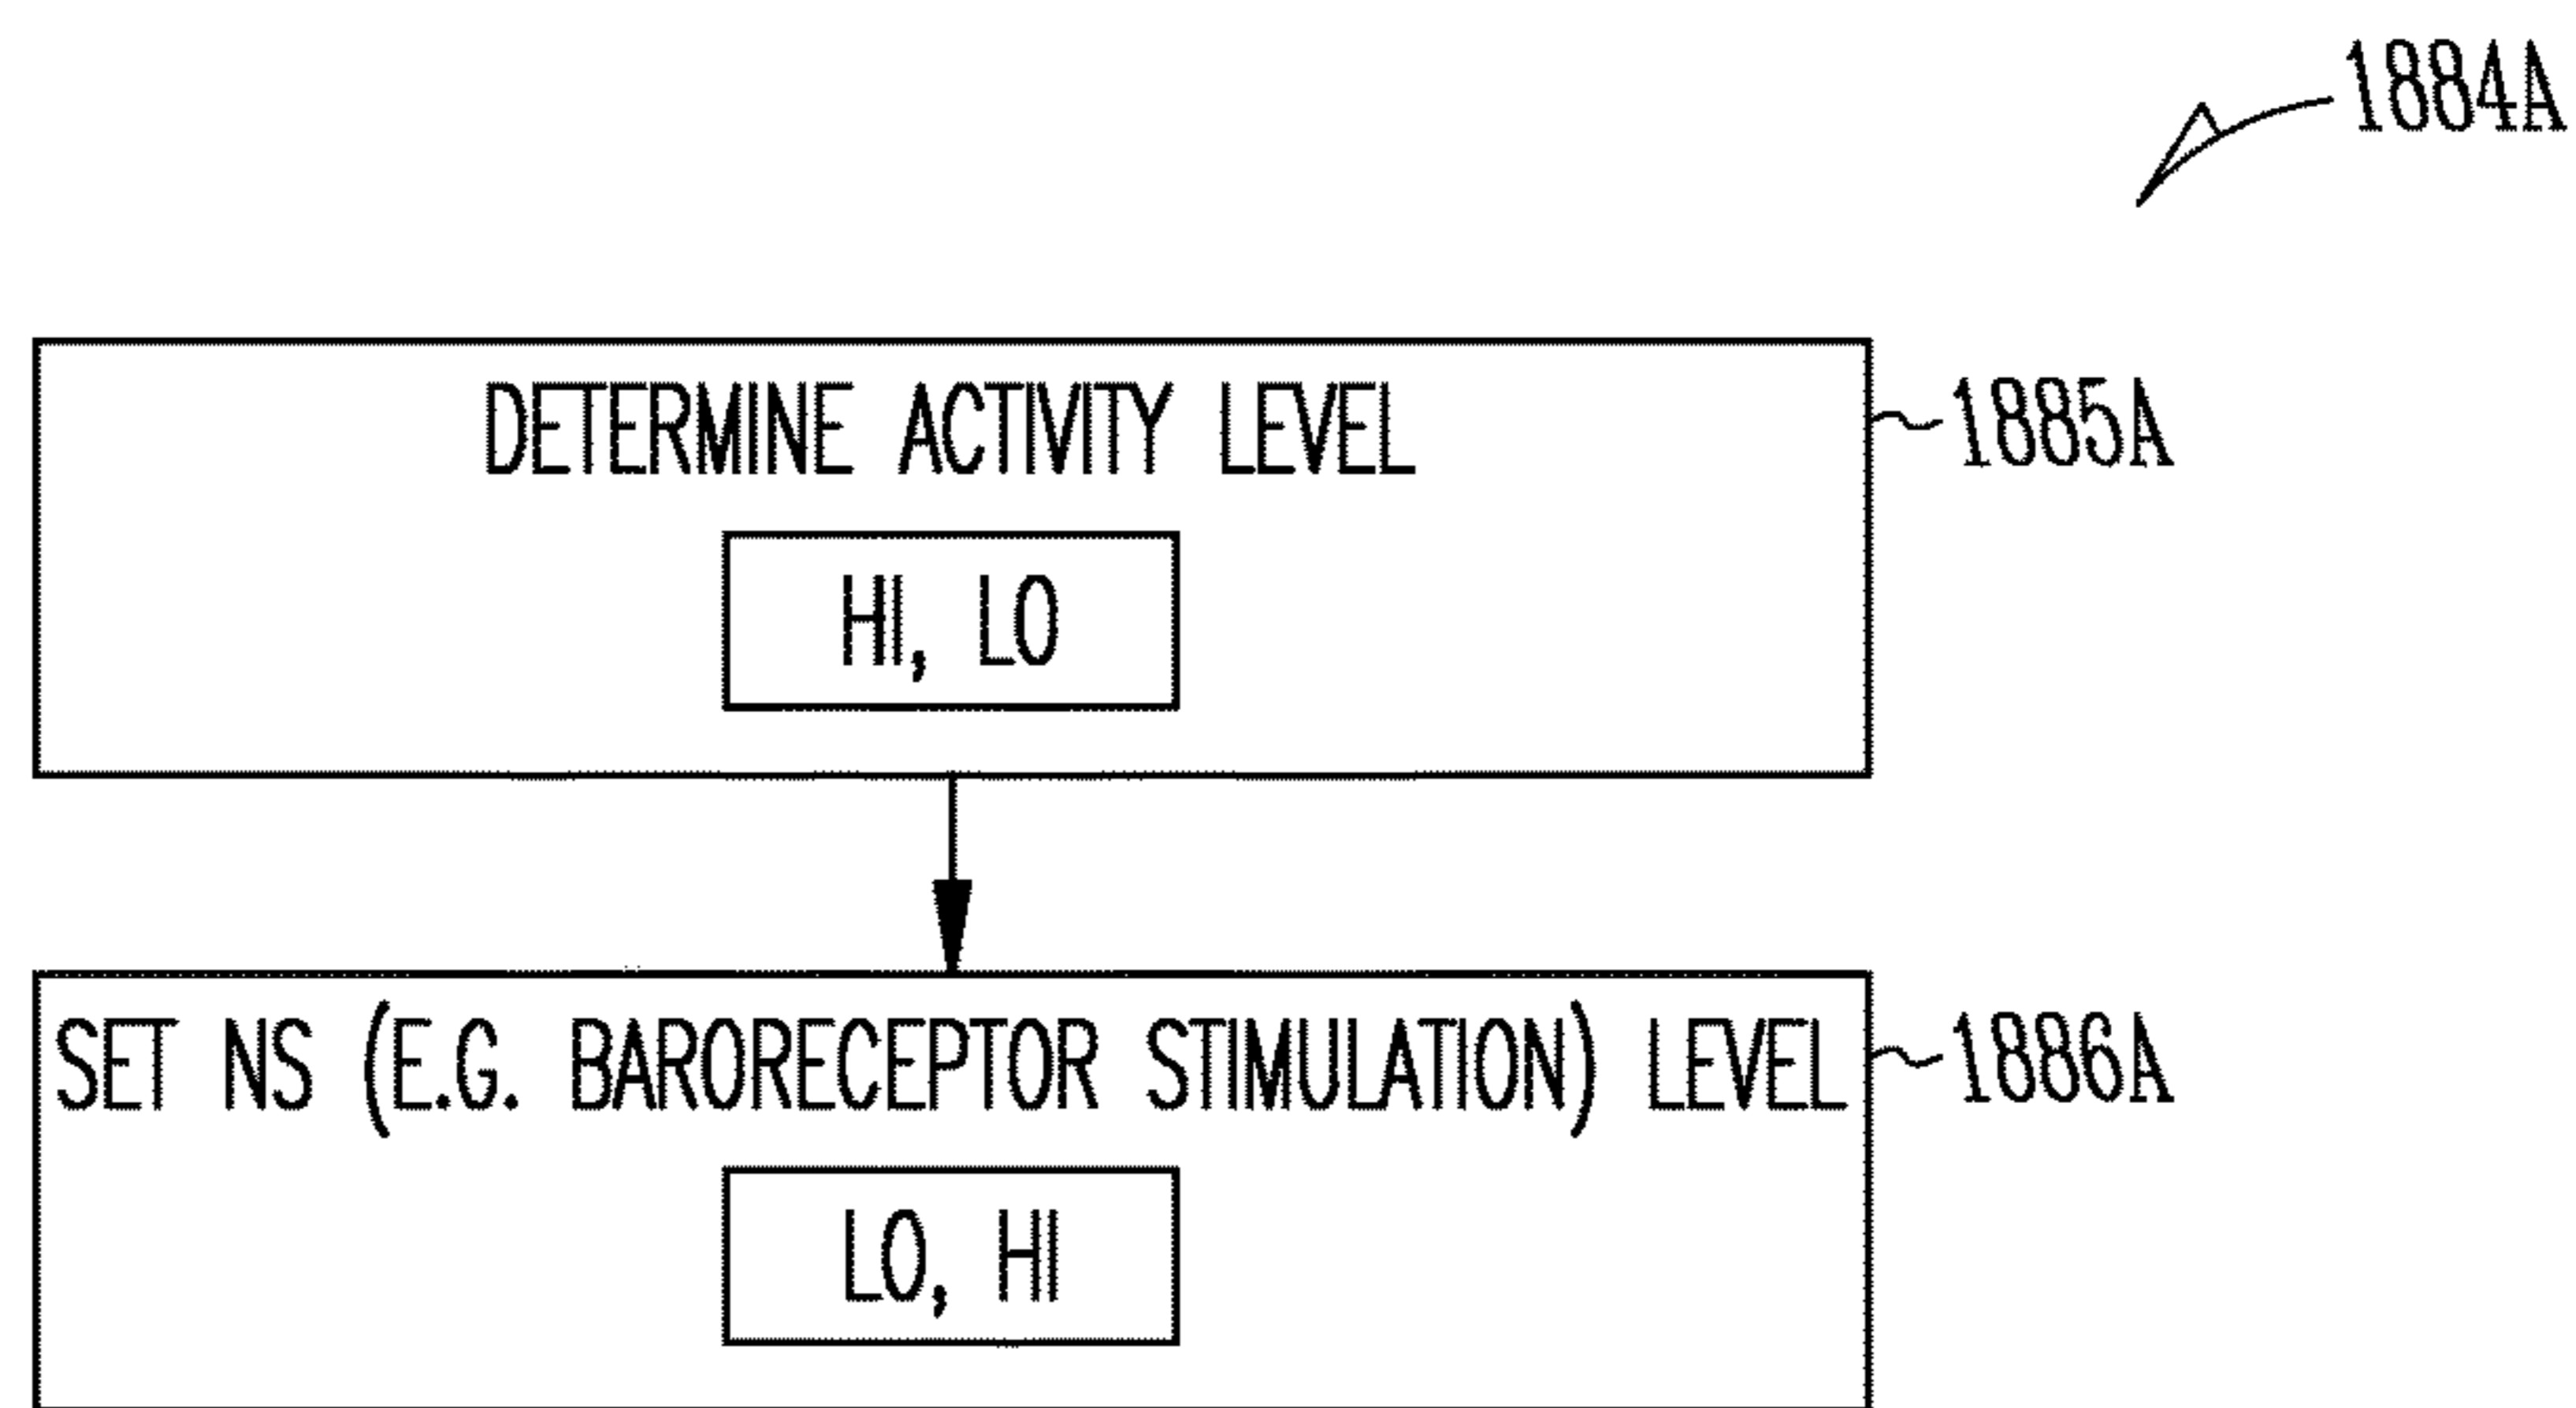 1884A
DETERMINE ACTIVITY LEVEL
1885A
HI, LO
SET NS (E.G. BARORECEPTOR STIMULATION) LEVEL
1886A
LO, HI